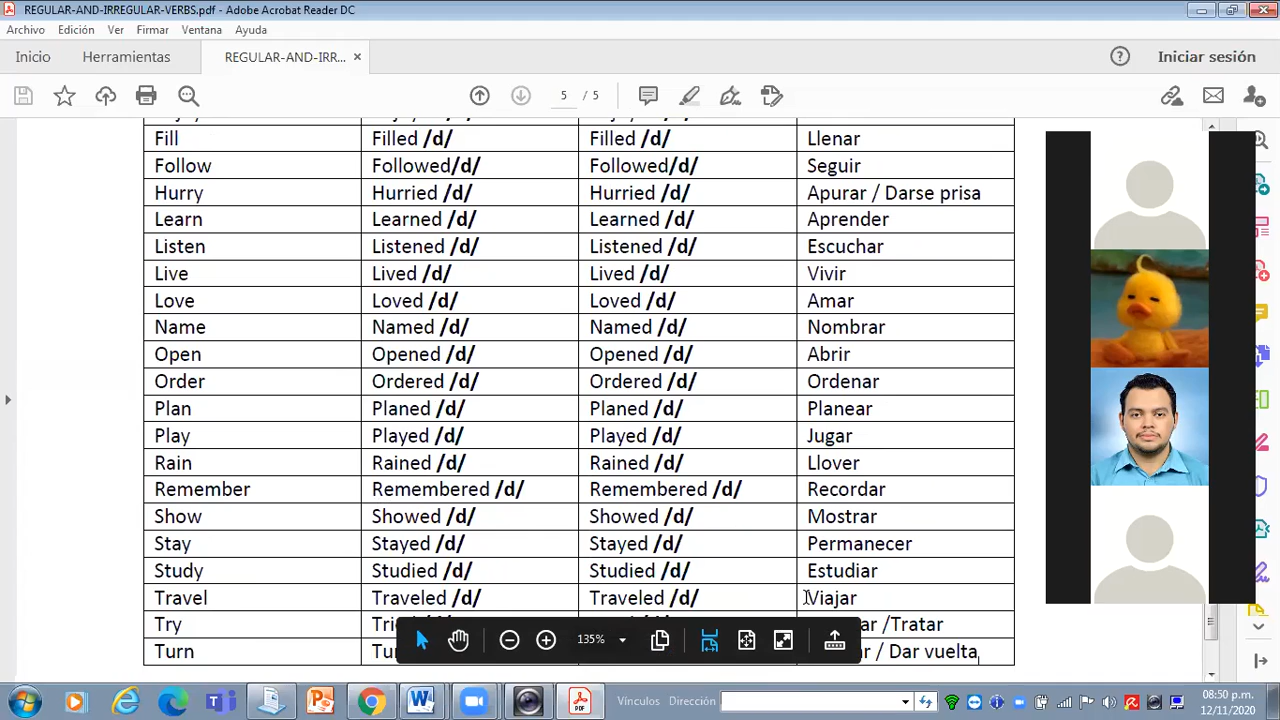 REGULAR-AND-IRREGULAR-VERBS.pdf - Adobe Acrobat Reader DC
Archivo Edición Ver Firmar Ventana Ayuda
Inicio Herramientas REGULAR-AND-IRR... × Iniciar sesión
5 / 5
Fill Filled /d/ Filled /d/ Llenar
Follow Followed/d/ Followed/d/ Seguir
Hurry Hurried /d/ Hurried /d/ Apurar / Darse prisa
Learn Learned /d/ Learned /d/ Aprender
Listen Listened /d/ Listened /d/ Escuchar
Live Lived /d/ Lived /d/ Vivir
Love Loved /d/ Loved /d/ Amar
Name Named /d/ Named /d/ Nombrar
Open Opened /d/ Opened /d/ Abrir
Order Ordered /d/ Ordered /d/ Ordenar
Plan Planed /d/ Planed /d/ Planear
Play Played /d/ Played /d/ Jugar
Rain Rained /d/ Rained /d/ Llover
Remember Remembered /d/ Remembered /d/ Recordar
Show Showed /d/ Showed /d/ Mostrar
Stay Stayed /d/ Stayed /d/ Permanecer
Study Studied /d/ Studied /d/ Estudiar
Travel Traveled /d/ Traveled /d/ Viajar
Try /Tratar
Turn / Dar vuelta
135%
Vínculos Dirección 08:50 p.m.
12/11/2020